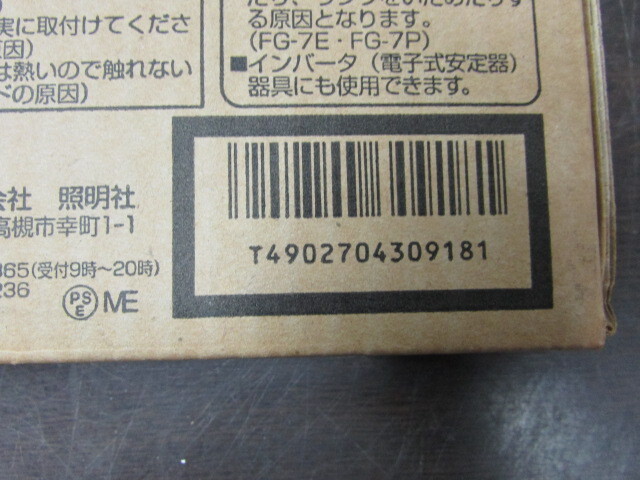 実に取付けてくださ
原因)
は熱いので触れない
ドの原因)
る原因となります。
(FG-7E・FG-7P)
■インバータ(電子式安定器)
器具にも使用できます。
会社 照明社
高槻市幸町1-1
365(受付9時~20時)
236
PSE ME
T4902704309181